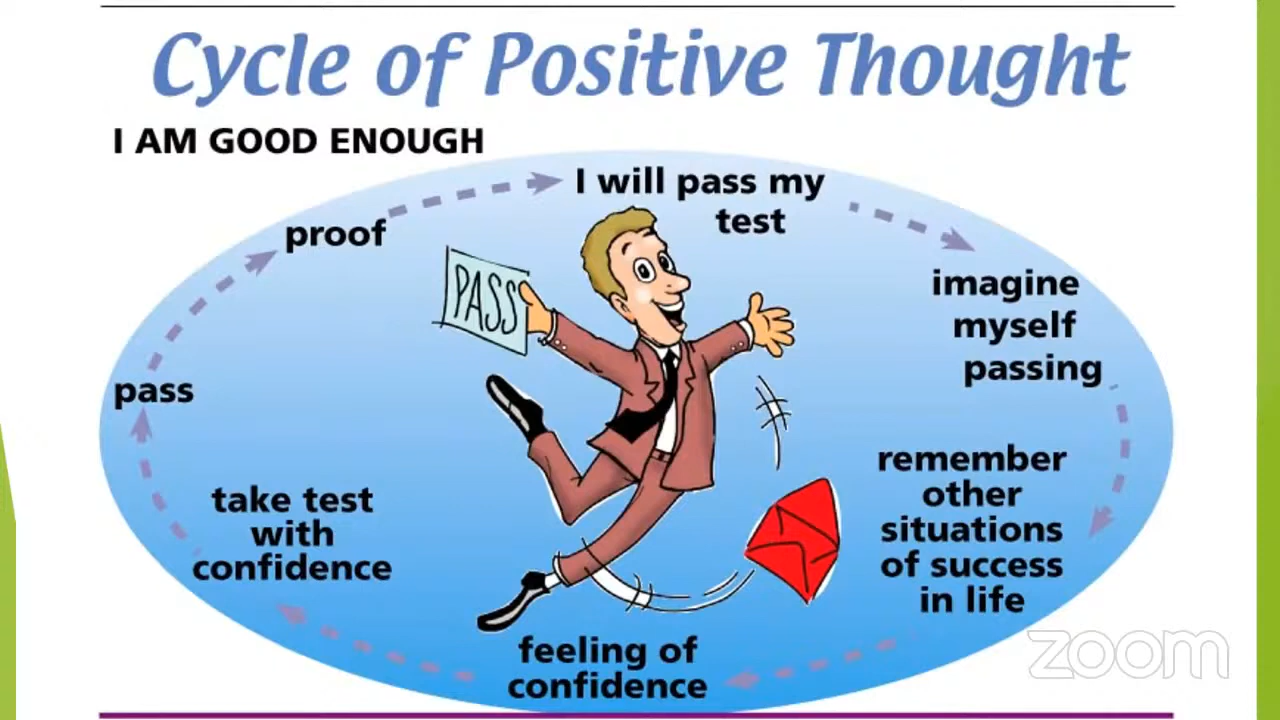 Cycle of Positive Thought
I AM GOOD ENOUGH
I will pass my
test
imagine
myself
passing
remember
other
situations
of success
in life
feeling of
confidence
take test
with
confidence
pass
proof
PASS
zoom